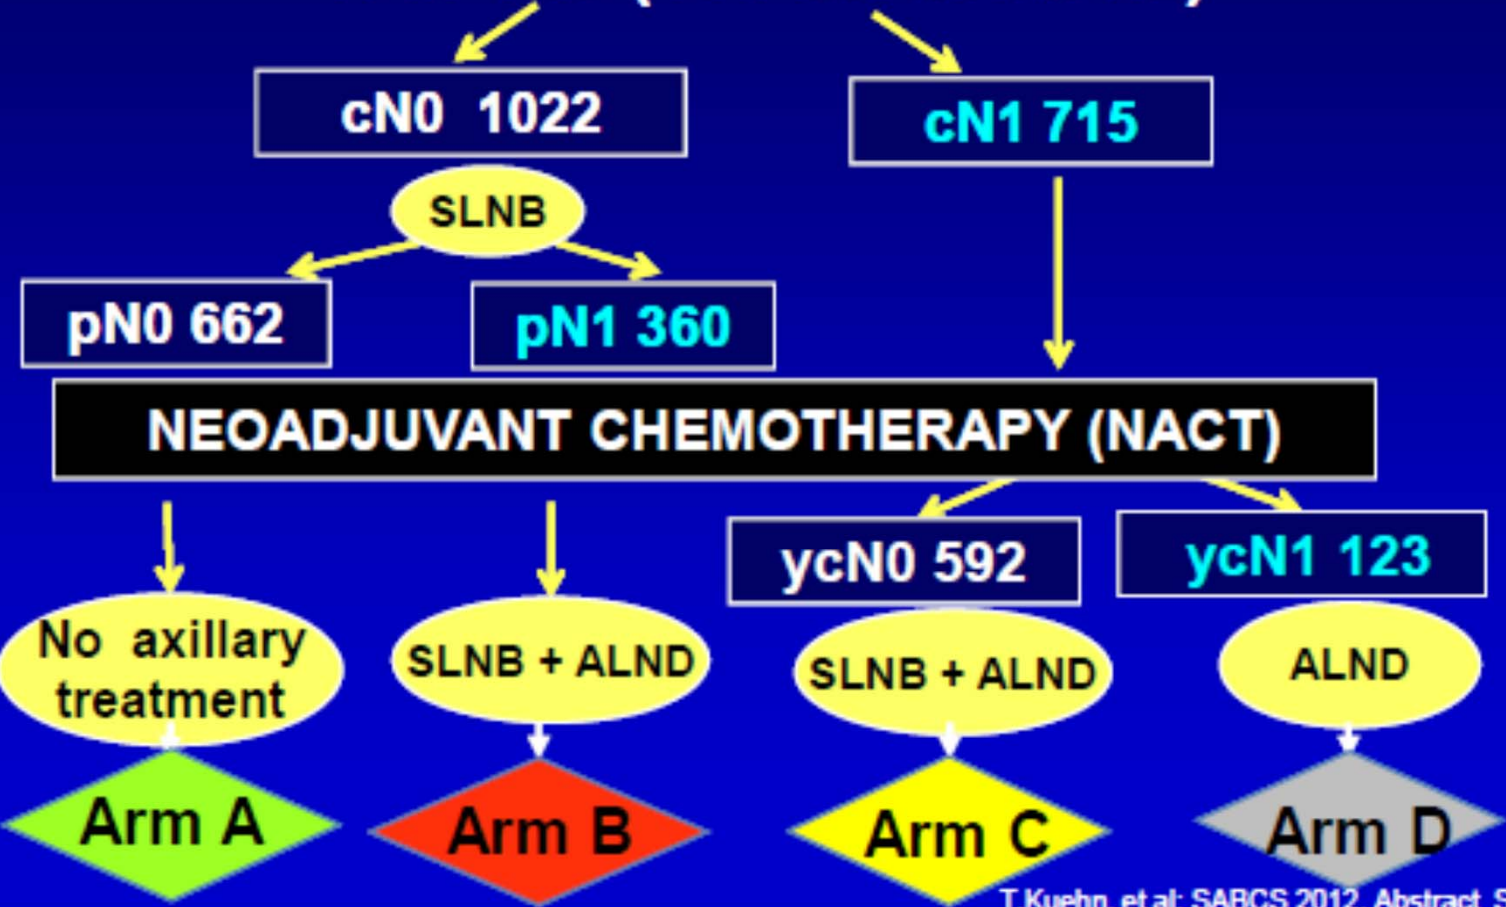 cN0 1022
cN1 715
SLNB
pN0 662
pN1 360
NEOADJUVANT CHEMOTHERAPY (NACT)
ycN0 592
ycN1 123
No axillary
treatment
SLNB + ALND
SLNB + ALND
ALND
Arm A
Arm B
Arm C
Arm D
T Kuehn, et al: SABCS 2012, Abstract